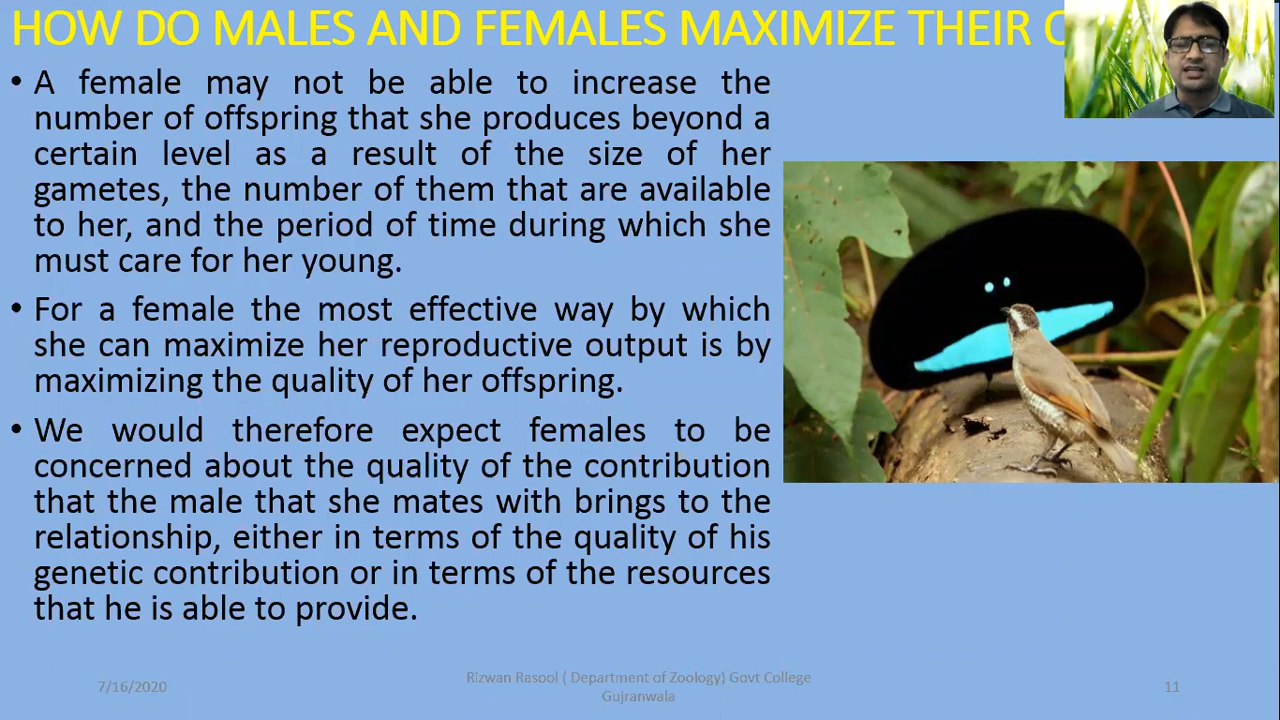 HOW DO MALES AND FEMALES MAXIMIZE THEIR
• A female may not be able to increase the
number of offspring that she produces beyond a
certain level as a result of the size of her
gametes, the number of them that are available
to her, and the period of time during which she
must care for her young.
• For a female the most effective way by which
she can maximize her reproductive output is by
maximizing the quality of her offspring.
• We would therefore expect females to be
concerned about the quality of the contribution
that the male that she mates with brings to the
relationship, either in terms of the quality of his
genetic contribution or in terms of the resources
that he is able to provide.
7/16/2020
Rizwan Rasool ( Department of Zoology) Govt College
Gujranwala
11